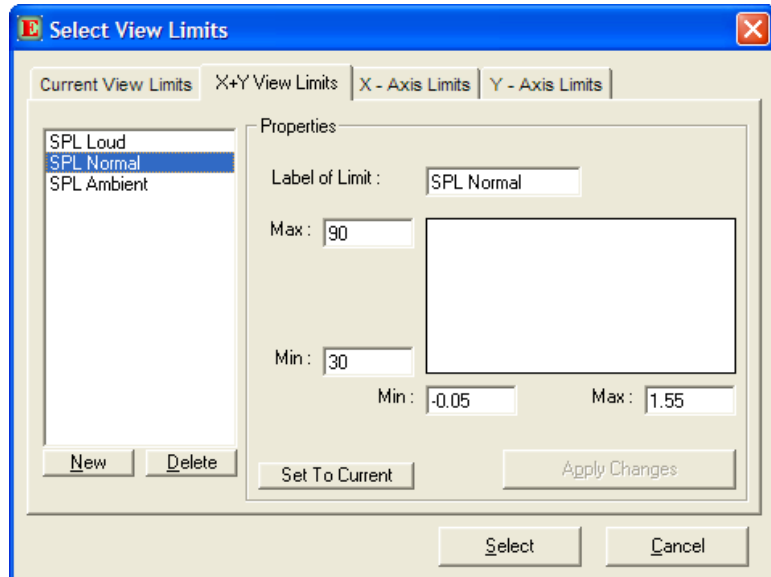 E Select View Limits
Current View Limits X+Y View Limits X - Axis Limits Y - Axis Limits
SPL Loud
SPL Normal
SPL Ambient
Properties
Label of Limit : SPL Normal
Max : 90
Min : 30
Min : -0.05 Max : 1.55
New Delete
Set To Current Apply Changes
Select Cancel